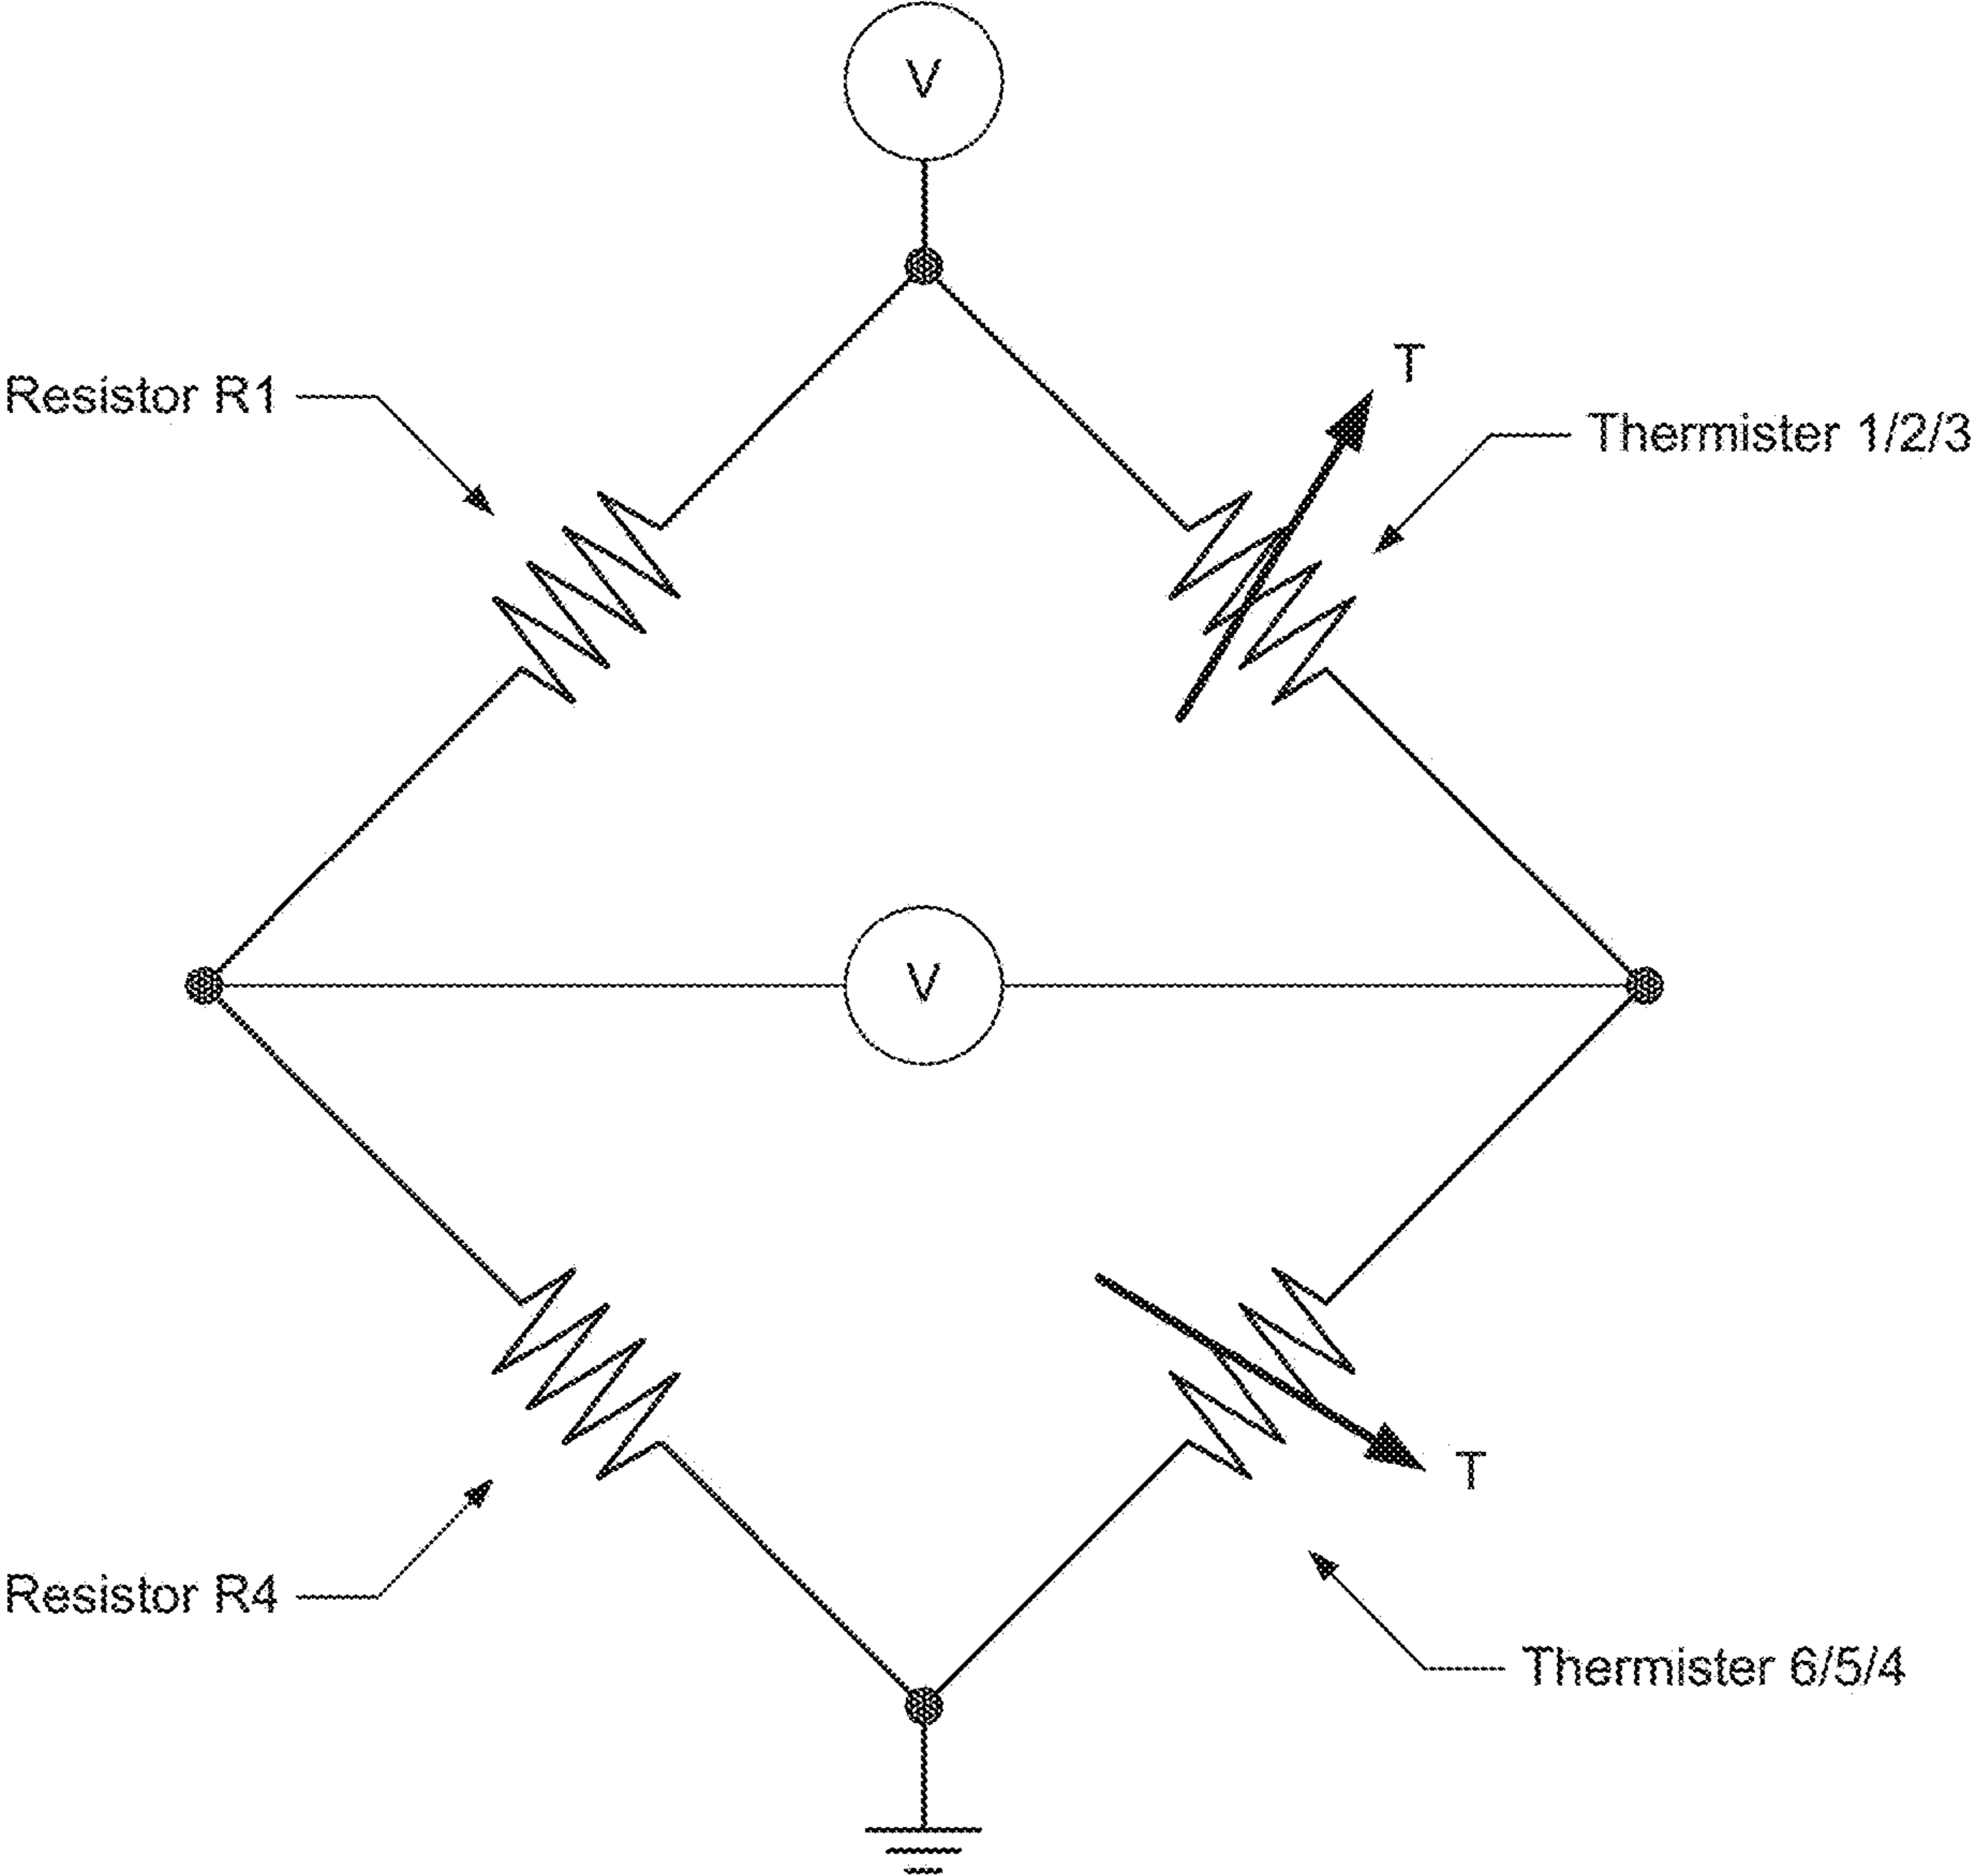 V
T
Resistor R1
Thermister 1/2/3
V
T
Resistor R4
Thermister 6/5/4